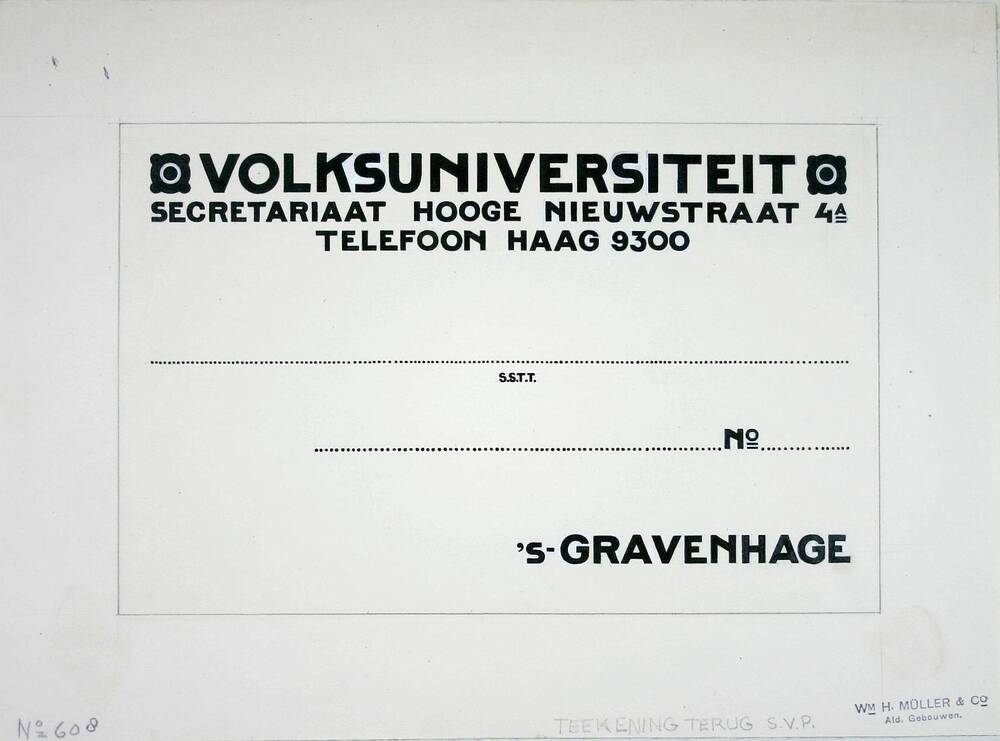 VOLKSUNIVERSITEIT
SECRETARIAAT HOOGE NIEUWSTRAAT 4A
TELEFOON HAAG 9300
S.S.T.T.
No
's-GRAVENHAGE
No 608
TEEKENING TERUG S.V.P.
WM H. MÜLLER & Co
Afd. Gebouwen.